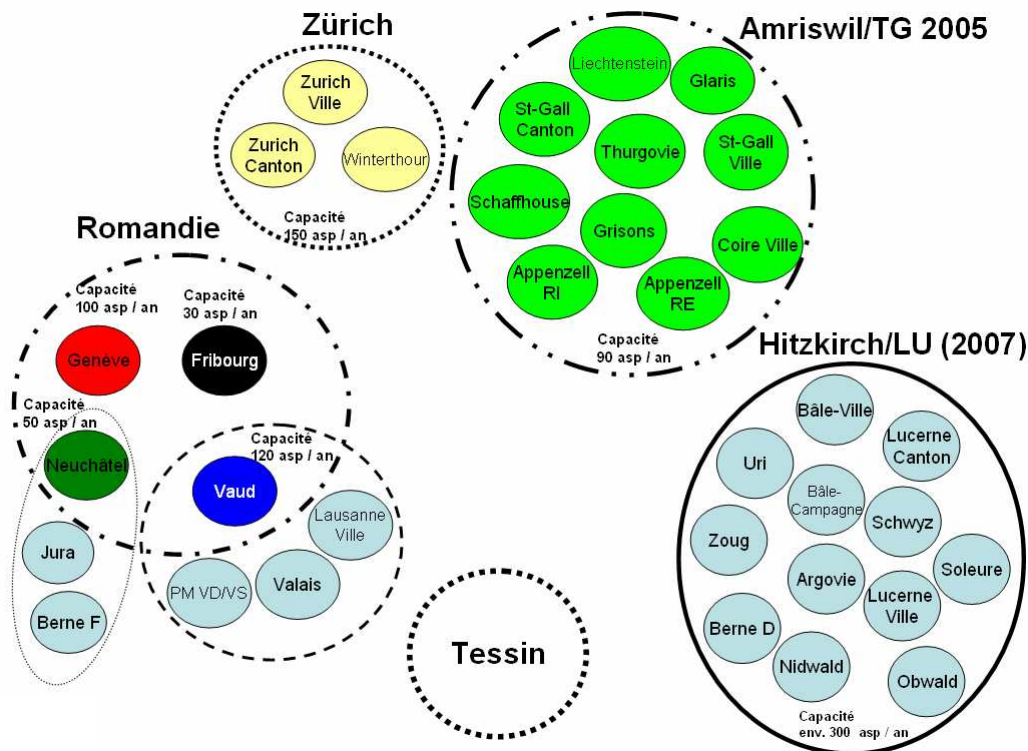 Zürich
Zurich
Ville
Zurich
Canton
Winterthour
Capacité
150 asp / an
Amriswil/TG 2005
Liechtenstein
Glaris
St-Gall
Canton
Thurgovie
St-Gall
Ville
Schaffhouse
Grisons
Coire Ville
Appenzell
RI
Appenzell
RE
Capacité
90 asp / an
Romandie
Capacité
100 asp / an
Capacité
30 asp / an
Genève
Fribourg
Capacité
50 asp / an
Neuchâtel
Capacité
120 asp / an
Vaud
Lausanne
Ville
Jura
PM VD/VS
Valais
Berne F
Tessin
Hitzkirch/LU (2007)
Bâle-Ville
Lucerne
Canton
Uri
Bâle-
Campagne
Schwyz
Zoug
Argovie
Soleure
Lucerne
Ville
Berne D
Nidwald
Obwald
Capacité
env. 300 asp / an